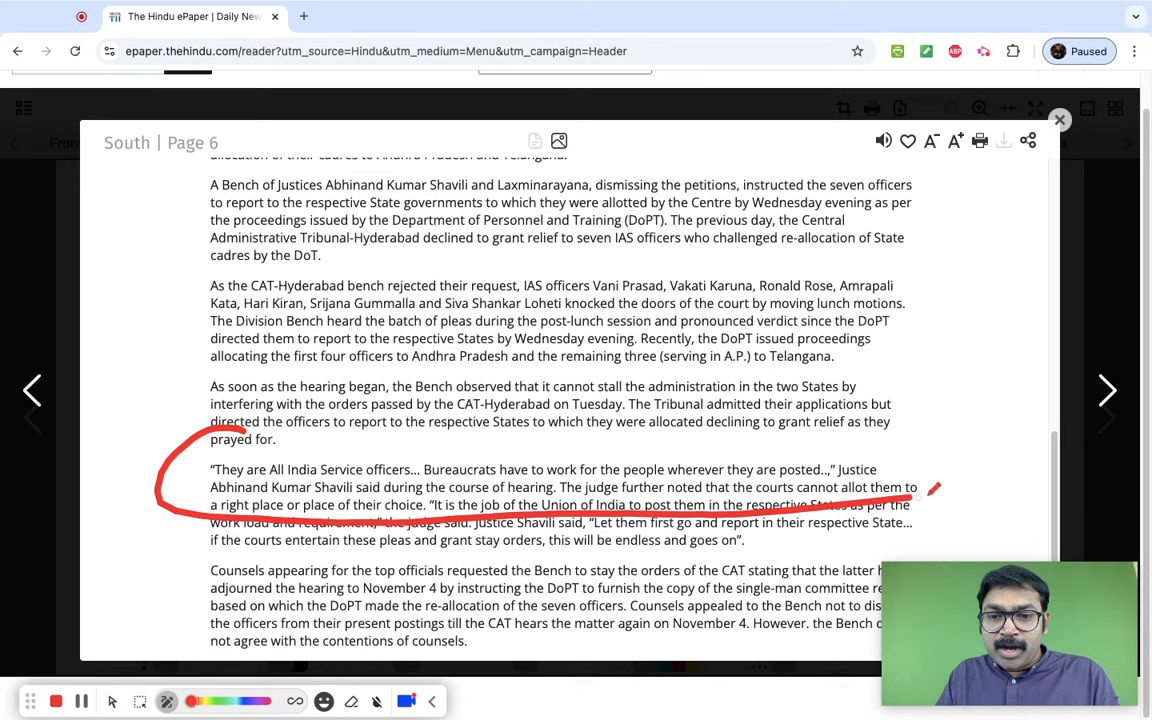 The Hindu ePaper | Daily New
epaper.thehindu.com/reader?utm_source=Hindu&utm_medium=Menu&utm_campaign=Header
ABP
Paused
South | Page 6
A Bench of Justices Abhinand Kumar Shavili and Laxminarayana, dismissing the petitions, instructed the seven officers
to report to the respective State governments to which they were allotted by the Centre by Wednesday evening as per
the proceedings issued by the Department of Personnel and Training (DoPT). The previous day, the Central
Administrative Tribunal-Hyderabad declined to grant relief to seven IAS officers who challenged re-allocation of State
cadres by the DoT.
As the CAT-Hyderabad bench rejected their request, IAS officers Vani Prasad, Vakati Karuna, Ronald Rose, Amrapali
Kata, Hari Kiran, Srijana Gummalla and Siva Shankar Loheti knocked the doors of the court by moving lunch motions.
The Division Bench heard the batch of pleas during the post-lunch session and pronounced verdict since the DoPT
directed them to report to the respective States by Wednesday evening. Recently, the DoPT issued proceedings
allocating the first four officers to Andhra Pradesh and the remaining three (serving in A.P.) to Telangana.
As soon as the hearing began, the Bench observed that it cannot stall the administration in the two States by
interfering with the orders passed by the CAT-Hyderabad on Tuesday. The Tribunal admitted their applications but
directed the officers to report to the respective States to which they were allocated declining to grant relief as they
prayed for.
“They are All India Service officers... Bureaucrats have to work for the people wherever they are posted..,” Justice
Abhinand Kumar Shavili said during the course of hearing. The judge further noted that the courts cannot allot them to
a right place or place of their choice. “It is the job of the Union of India to post them in the respective States as per the
work load and requirement,” the judge said. Justice Shavili said, “Let them first go and report in their respective State...
if the courts entertain these pleas and grant stay orders, this will be endless and goes on”.
Counsels appearing for the top officials requested the Bench to stay the orders of the CAT stating that the latter
adjourned the hearing to November 4 by instructing the DoPT to furnish the copy of the single-man committee
based on which the DoPT made the re-allocation of the seven officers. Counsels appealed to the Bench not to
the officers from their present postings till the CAT hears the matter again on November 4. However. the Bench
not agree with the contentions of counsels.